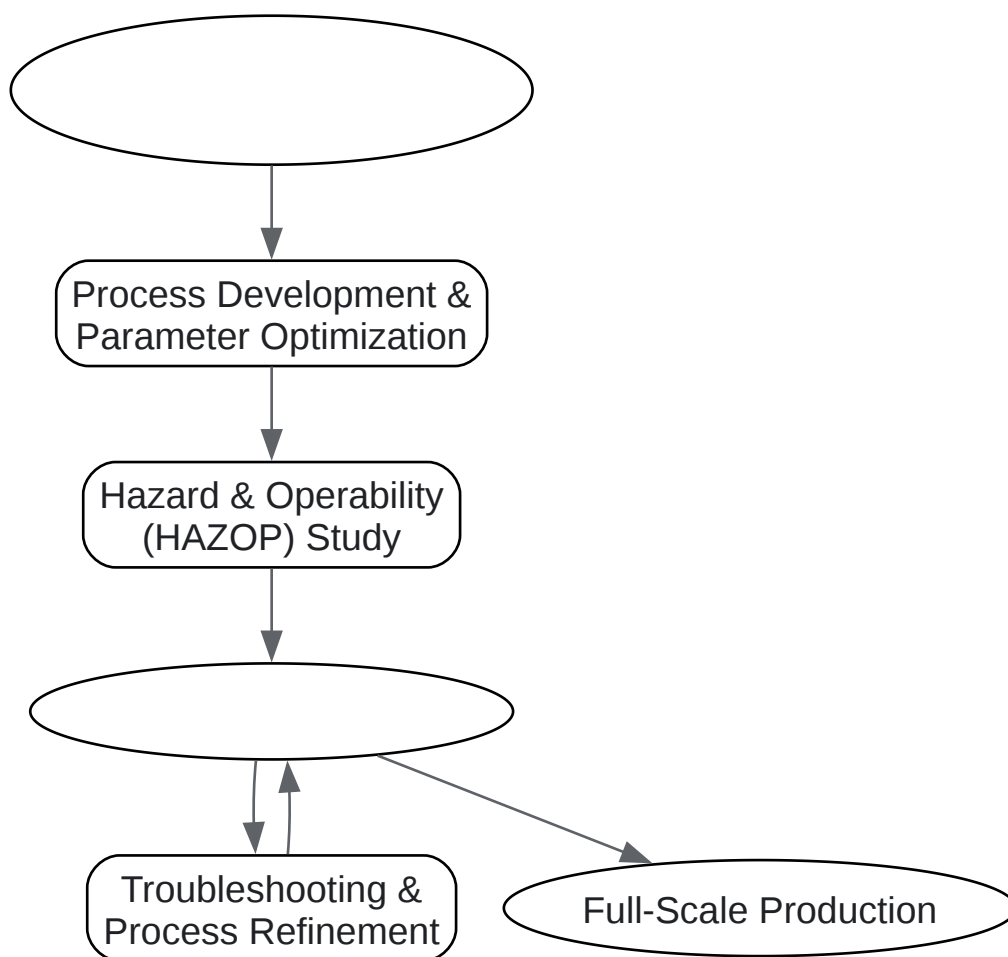 Process Development &
Parameter Optimization
Hazard & Operability
(HAZOP) Study
Troubleshooting &
Process Refinement
Full-Scale Production